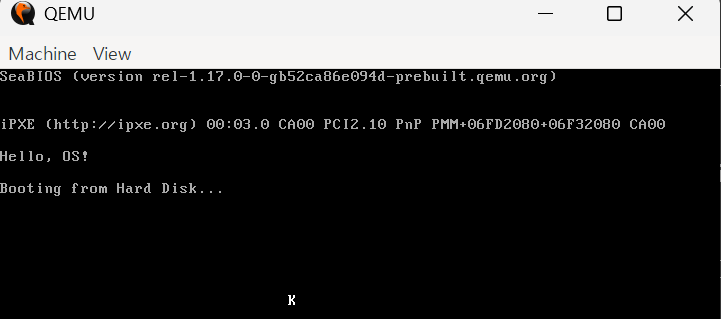 QEMU
Machine View
SeaBIOS (version rel-1.17.0-0-gb52ca86e094d-prebuilt.qemu.org)
iPXE (http://ipxe.org) 00:03.0 CA00 PCI2.10 PnP PMM+06FD2080+06F32080 CA00
Hello, OS!
Booting from Hard Disk...
K